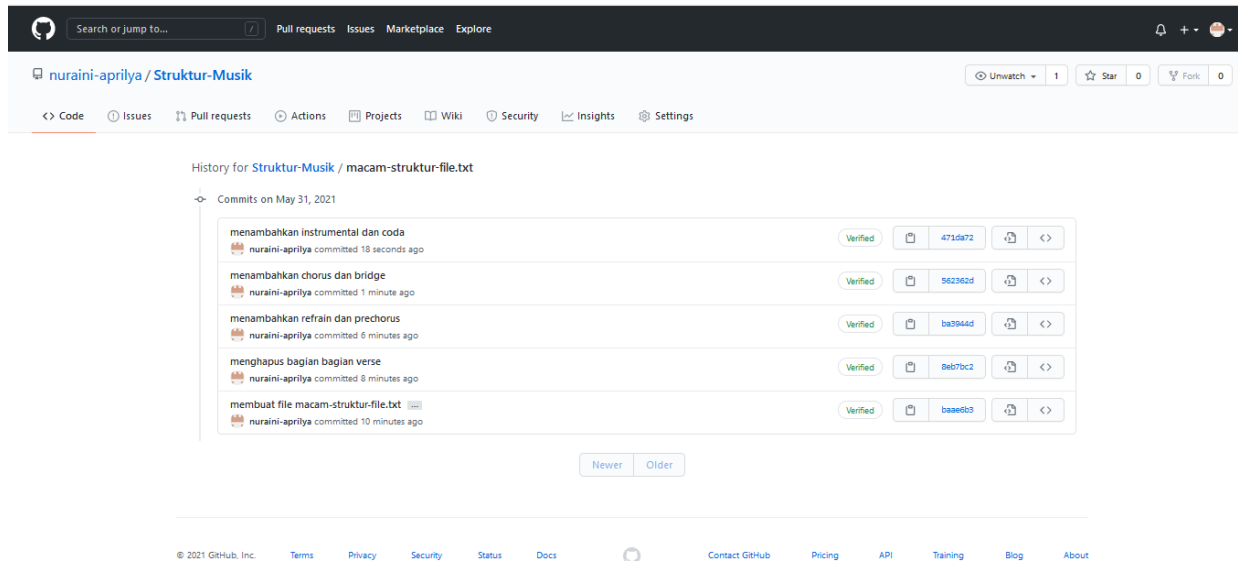 Search or jump to... / Pull requests Issues Marketplace Explore
nuraini-aprilya / Struktur-Musik Unwatch 1 Star 0 Fork 0
<> Code Issues Pull requests Actions Projects Wiki Security Insights Settings
History for Struktur-Musik / macam-struktur-file.txt
Commits on May 31, 2021
menambahkan instrumental dan coda
nuraini-aprilya committed 18 seconds ago Verified 471da72
menambahkan chorus dan bridge
nuraini-aprilya committed 1 minute ago Verified 562362d
menambahkan refrain dan prechorus
nuraini-aprilya committed 6 minutes ago Verified ba3944d
menghapus bagian bagian verse
nuraini-aprilya committed 8 minutes ago Verified 8eb7bc2
membuat file macam-struktur-file.txt ...
nuraini-aprilya committed 10 minutes ago Verified baae6b3
Newer Older
© 2021 GitHub, Inc. Terms Privacy Security Status Docs Contact GitHub Pricing API Training Blog About